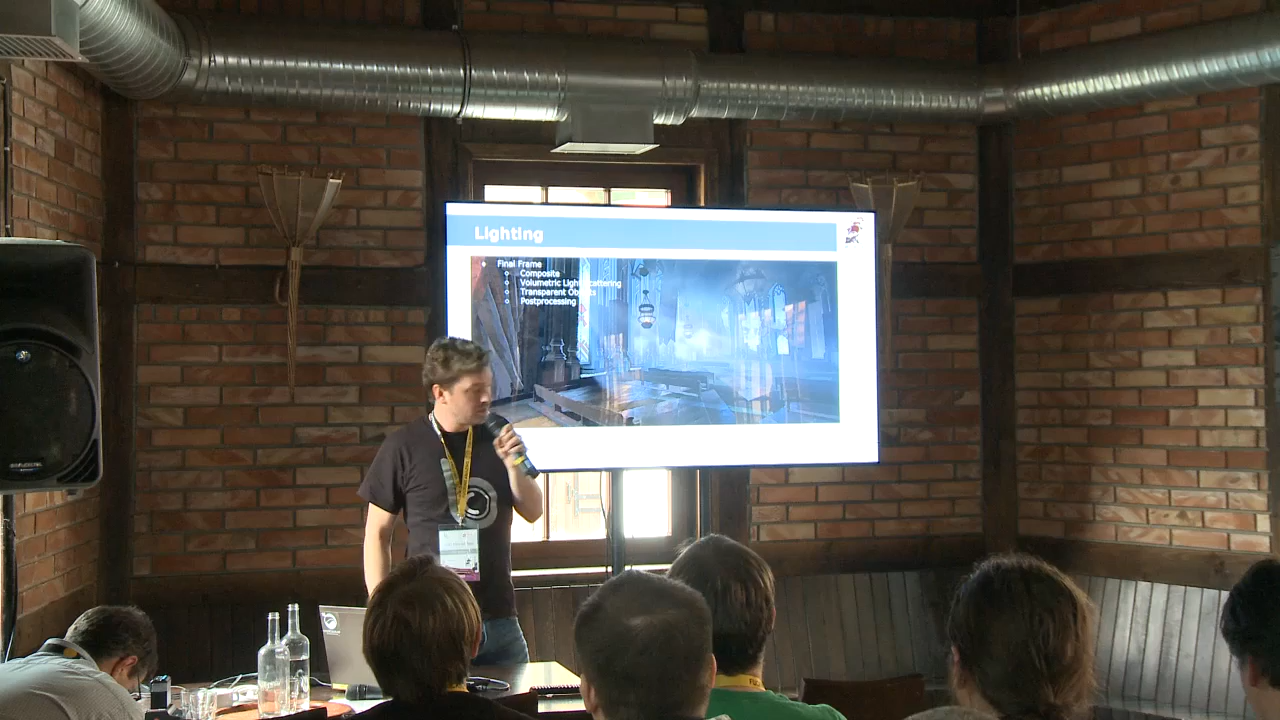 Lighting
Final Frame
Composite
Volumetric Light Scattering
Transparent Objects
Postprocessing